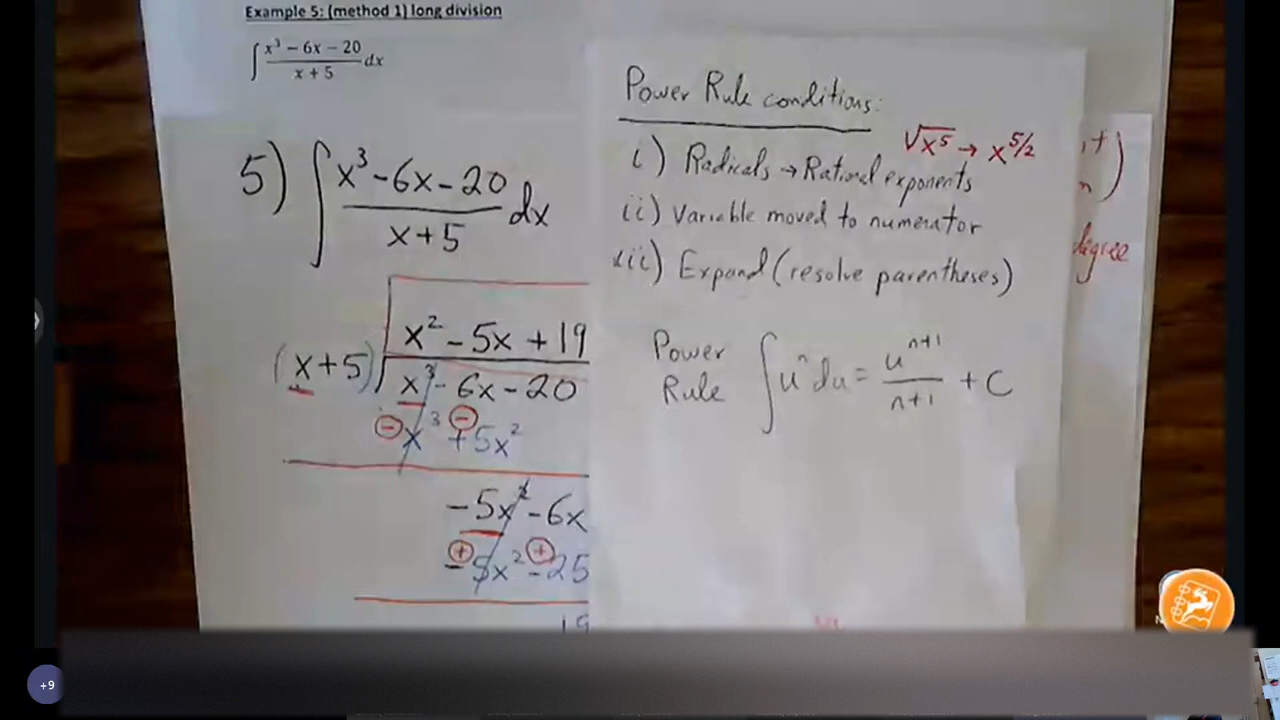 Example 5: (method 1) long division
∫ x³ − 6x − 20 / x + 5 dx
5) ∫ x³ - 6x - 20 / x + 5 dx
x² - 5x + 19
(x+5) x³ - 6x - 20
⊖ ⊖
x³ + 5x²
-5x² - 6x
⊕ ⊕
-5x² - 25
19
Power Rule conditions:
√x⁵ → x^5/2
i) Radicals → Rational exponents
ii) Variable moved to numerator
iii) Expand (resolve parentheses)
Power Rule ∫uⁿ du = u^n+1 / n+1 + C
degree
+9